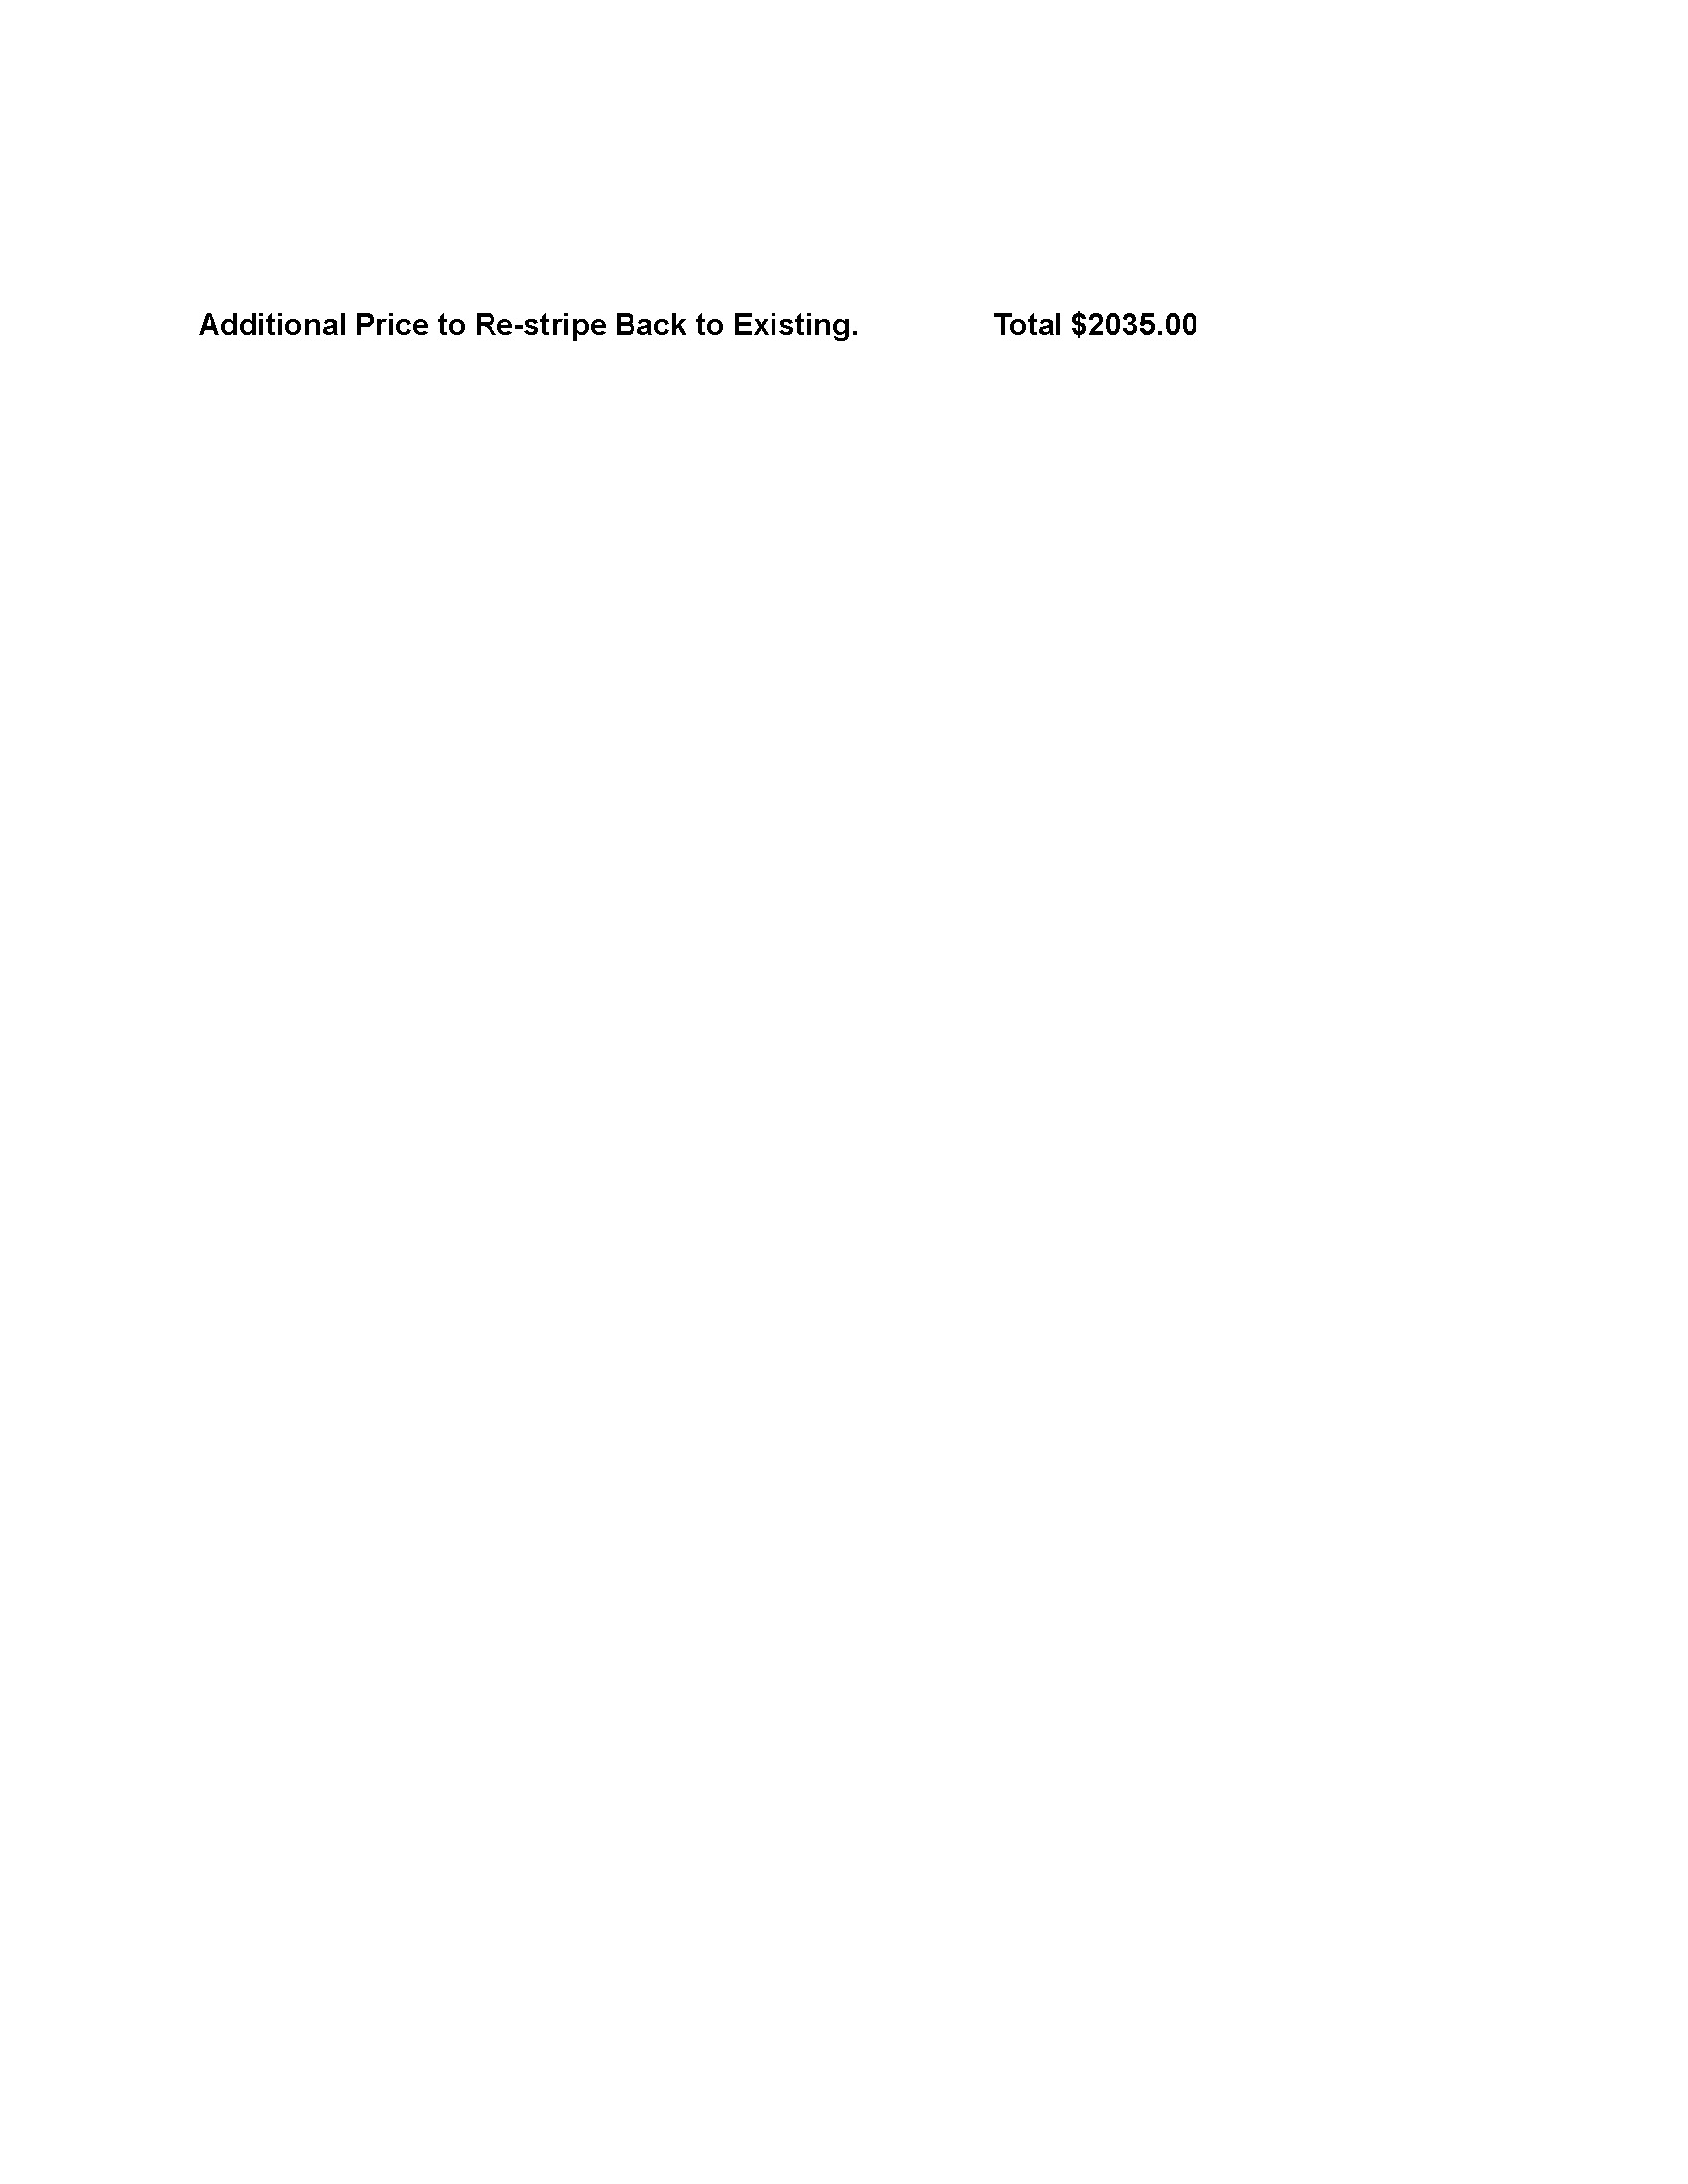 Additional Price to Re-stripe Back to Existing. Total $2035.00